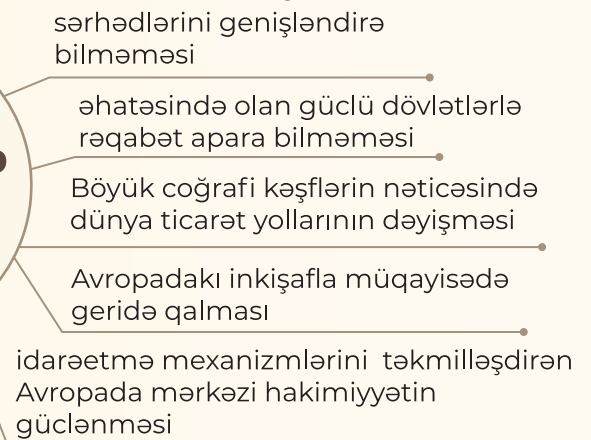 sərhədlərini genişləndirə
bilməməsi
əhatəsində olan güclü dövlətlərlə
rəqabət apara bilməməsi
Böyük coğrafi kəşflərin nəticəsində
dünya ticarət yollarının dəyişməsi
Avropadakı inkişafla müqayisədə
geridə qalması
idarəetmə mexanizmlərini təkmilləşdirən
Avropada mərkəzi hakimiyyətin
güclənməsi